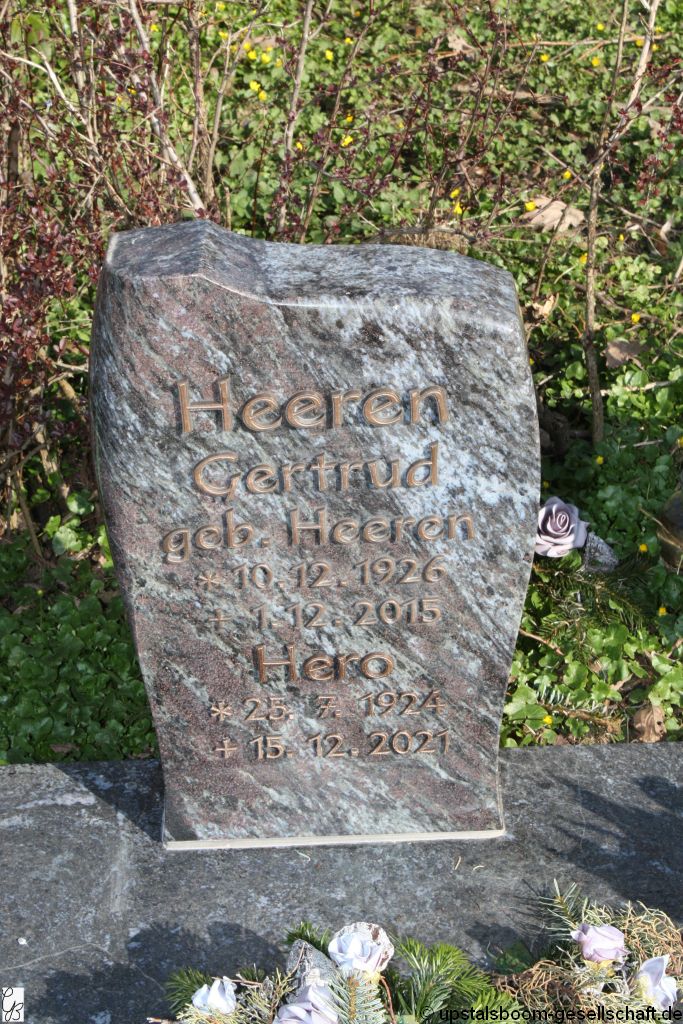 Heeren
Gertrud
geb. Heeren
* 10. 12. 1926
+ 1. 12. 2015
Hero
* 25. 7. 1924
+ 15. 12. 2021
© upstalsboom-gesellschaft.de